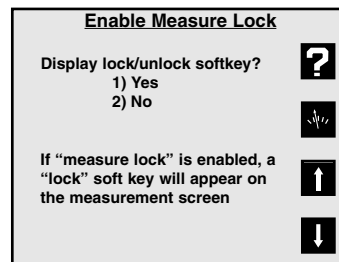 Enable Measure Lock
Display lock/unlock softkey?
1) Yes
2) No
If “measure lock” is enabled, a
“lock” soft key will appear on
the measurement screen
?